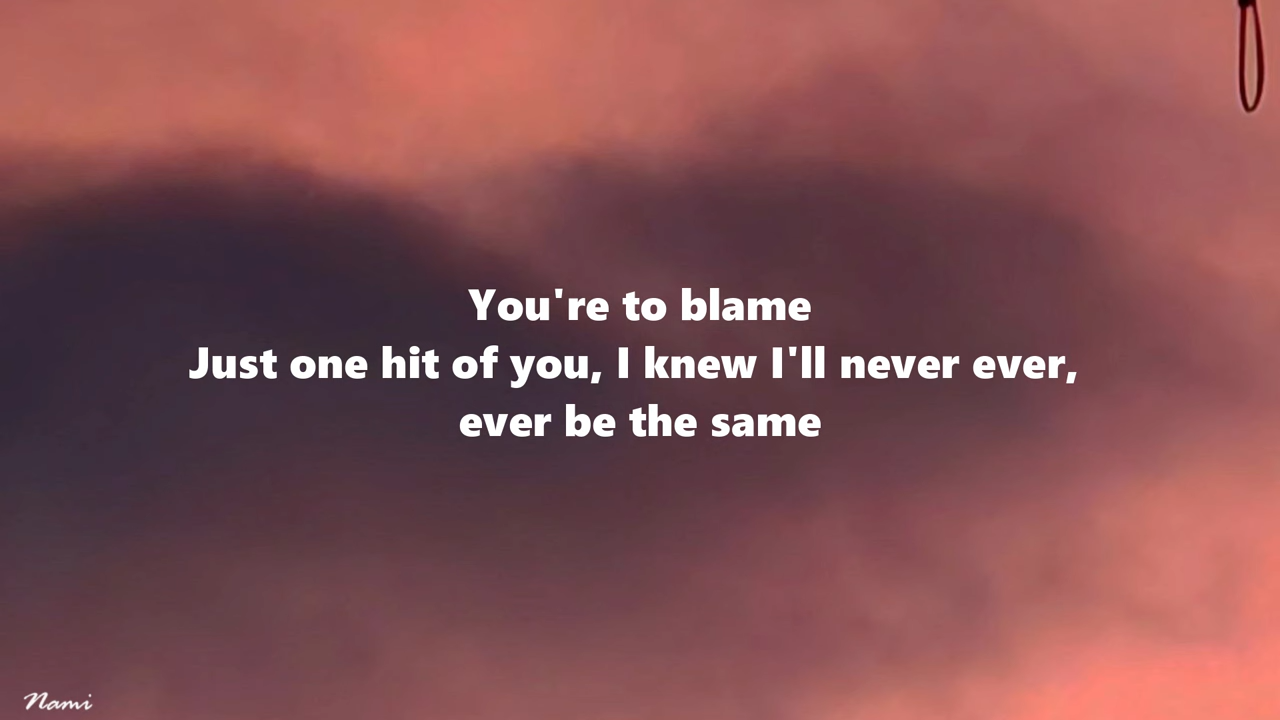 You're to blame
Just one hit of you, I knew I'll never ever,
ever be the same
Nami